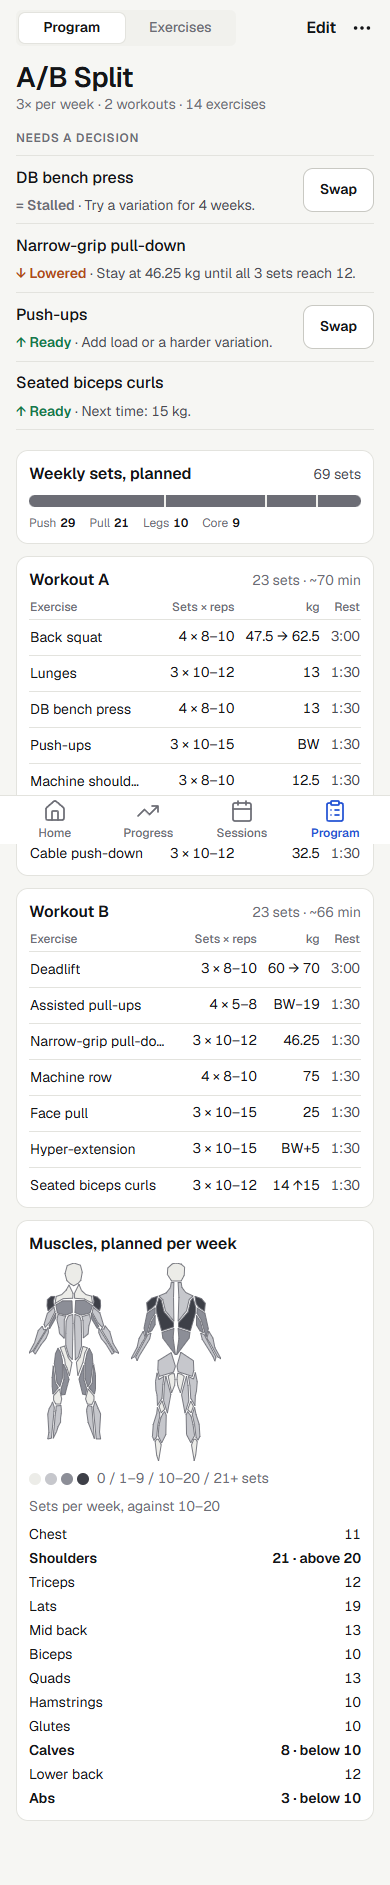 Program
Exercises
Edit
A/B Split
3× per week · 2 workouts · 14 exercises
NEEDS A DECISION
DB bench press
= Stalled · Try a variation for 4 weeks.
Swap
Narrow-grip pull-down
↓ Lowered · Stay at 46.25 kg until all 3 sets reach 12.
Push-ups
↑ Ready · Add load or a harder variation.
Swap
Seated biceps curls
↑ Ready · Next time: 15 kg.
Weekly sets, planned 69 sets
Push 29 Pull 21 Legs 10 Core 9
Workout A 23 sets · ~70 min
Exercise Sets × reps kg Rest
Back squat 4 × 8–10 47.5 → 62.5 3:00
Lunges 3 × 10–12 13 1:30
DB bench press 4 × 8–10 13 1:30
Push-ups 3 × 10–15 BW 1:30
Machine should… 3 × 8–10 12.5 1:30
Home Progress Sessions Program
Cable push-down 3 × 10–12 32.5 1:30
Workout B 23 sets · ~66 min
Exercise Sets × reps kg Rest
Deadlift 3 × 8–10 60 → 70 3:00
Assisted pull-ups 4 × 5–8 BW−19 1:30
Narrow-grip pull-do… 3 × 10–12 46.25 1:30
Machine row 4 × 8–10 75 1:30
Face pull 3 × 10–15 25 1:30
Hyper-extension 3 × 10–15 BW+5 1:30
Seated biceps curls 3 × 10–12 14 ↑15 1:30
Muscles, planned per week
0 / 1–9 / 10–20 / 21+ sets
Sets per week, against 10–20
Chest 11
Shoulders 21 · above 20
Triceps 12
Lats 19
Mid back 13
Biceps 10
Quads 13
Hamstrings 10
Glutes 10
Calves 8 · below 10
Lower back 12
Abs 3 · below 10